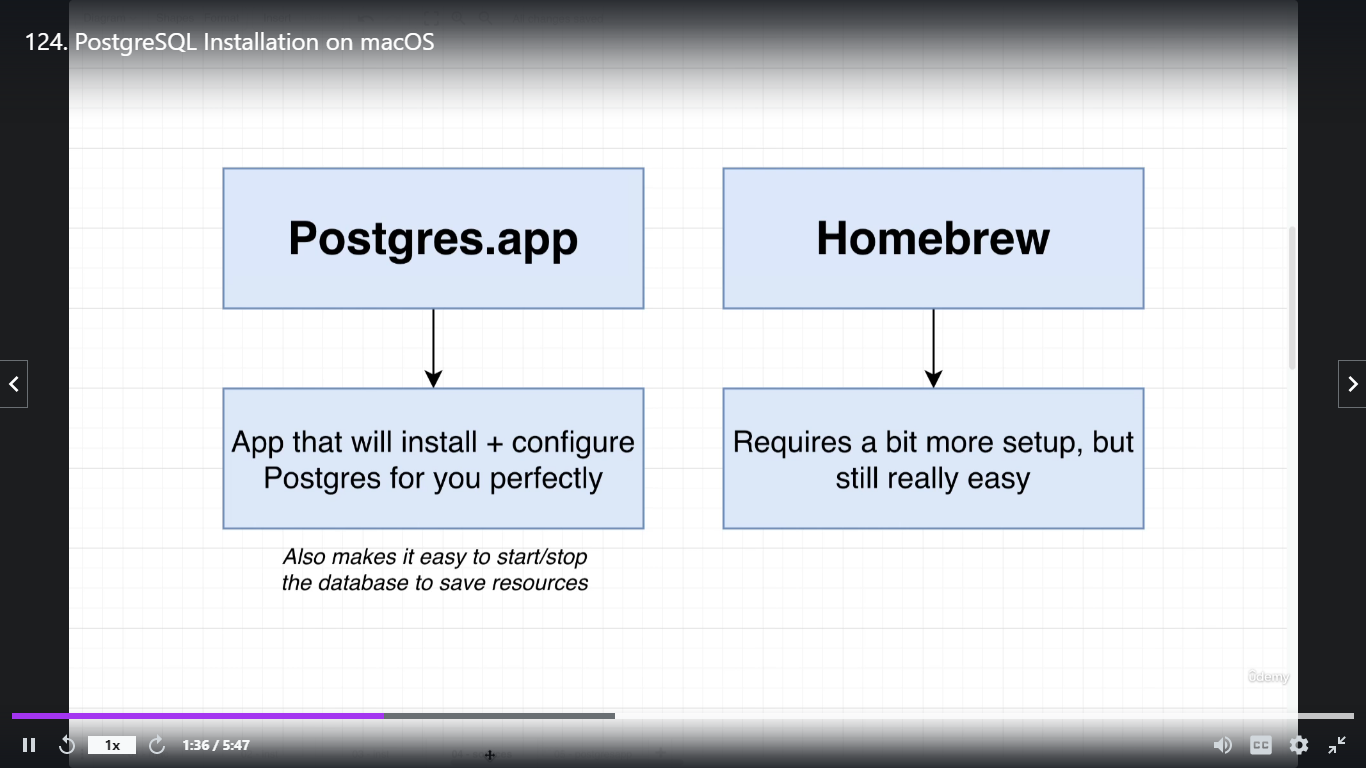 124. PostgreSQL Installation on macOS
Postgres.app
Homebrew
App that will install + configure
Postgres for you perfectly
Requires a bit more setup, but
still really easy
Also makes it easy to start/stop
the database to save resources
ûdemy
1x
1:36 / 5:47
CC